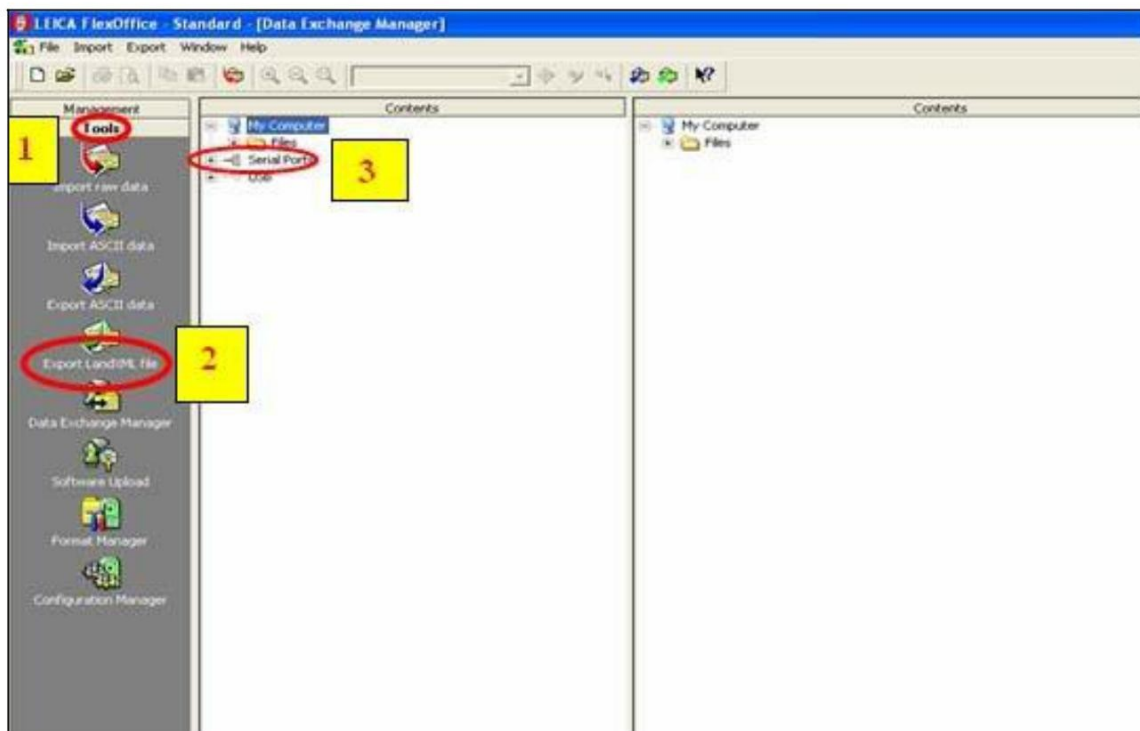 LEICA FlexOffice - Standard - [Data Exchange Manager]
File Import Export Window Help
Management
Tools
1
Import raw data
Import ASCII data
Export ASCII data
Export LandXML file
2
Data Exchange Manager
Software Upload
Format Manager
Configuration Manager
Contents
My Computer
Files
Serial Ports
3
USB
Contents
My Computer
Files